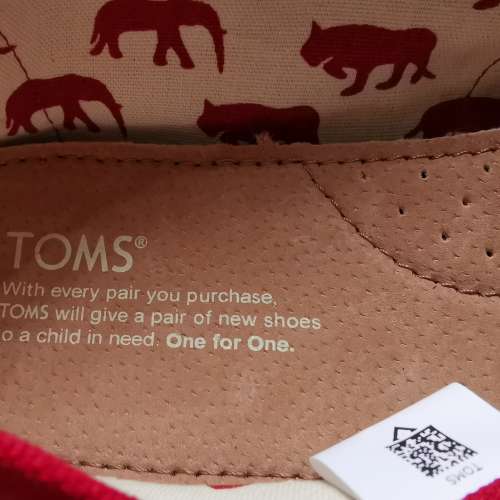 TOMS®
With every pair you purchase,
TOMS will give a pair of new shoes
o a child in need. One for One.
TOMS